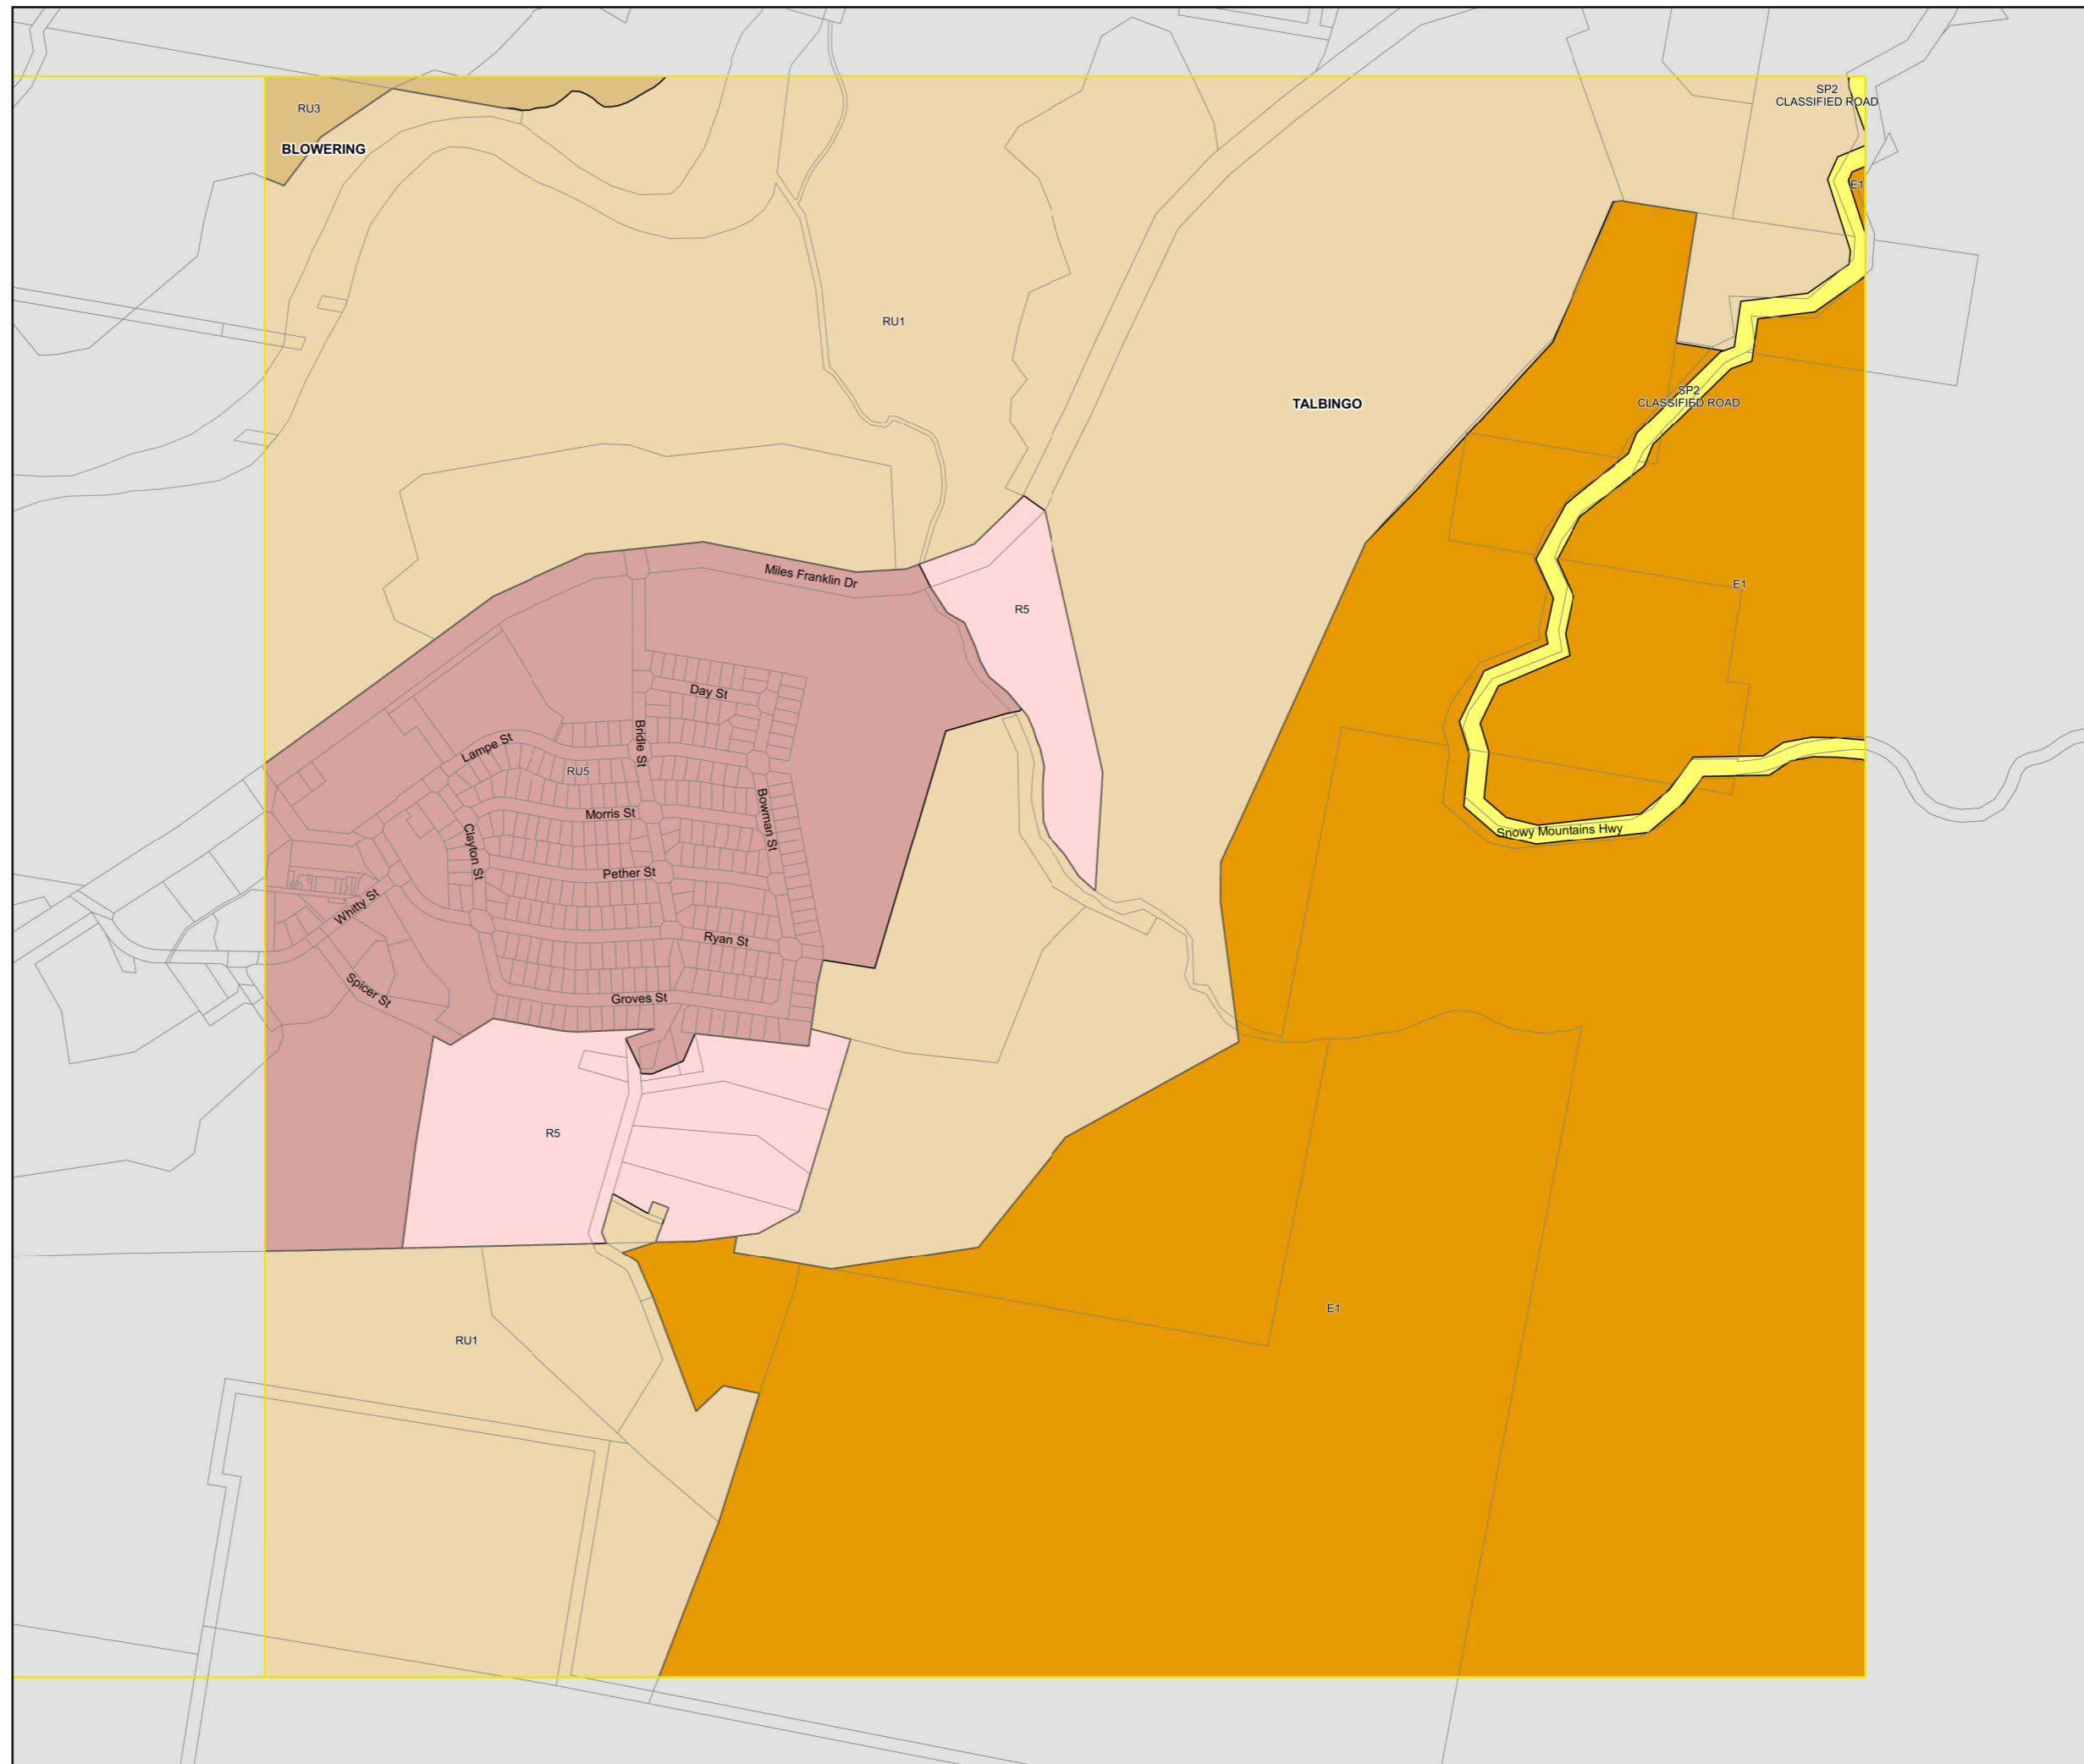 SP2
CLASSIFIED ROAD
RU3
BLOWERING
E1
RU1
SP2
CLASSIFIED ROAD
TALBINGO
Miles Franklin Dr
E1
R5
Day St
Bridle St
Lampe St
RU5
Morris St
Bowman St
Snowy Mountains Hwy
Clayton St
Pether St
Whitty St
Ryan St
Spicer St
Groves St
R5
E1
RU1